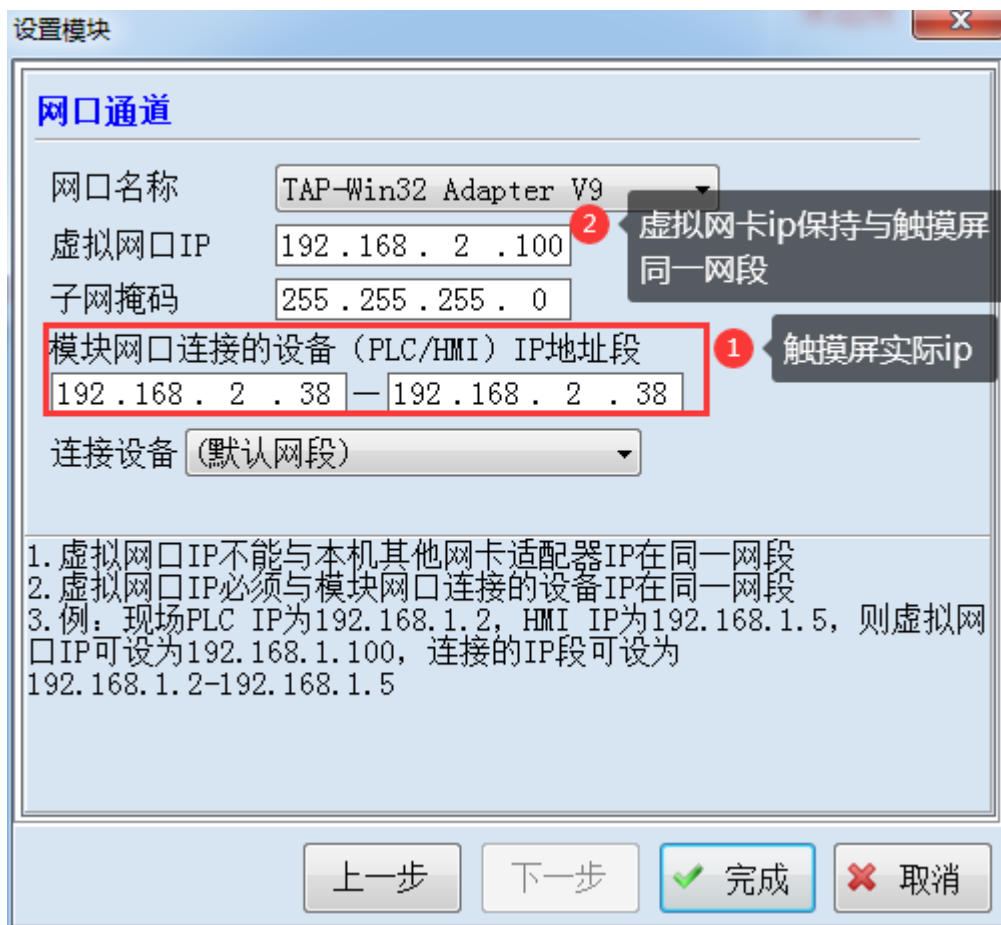 设置模块
网口通道
网口名称 TAP-Win32 Adapter V9
虚拟网口IP 192.168. 2 .100
2 虚拟网卡ip保持与触摸屏
同一网段
子网掩码 255.255.255. 0
模块网口连接的设备（PLC/HMI）IP地址段
192.168. 2 . 38 — 192.168. 2 . 38
1 触摸屏实际ip
连接设备 (默认网段)
1.虚拟网口IP不能与本机其他网卡适配器IP在同一网段
2.虚拟网口IP必须与模块网口连接的设备IP在同一网段
3.例：现场PLC IP为192.168.1.2，HMI IP为192.168.1.5，则虚拟网
口IP可设为192.168.1.100，连接的IP段可设为
192.168.1.2-192.168.1.5
上一步 下一步 完成 取消